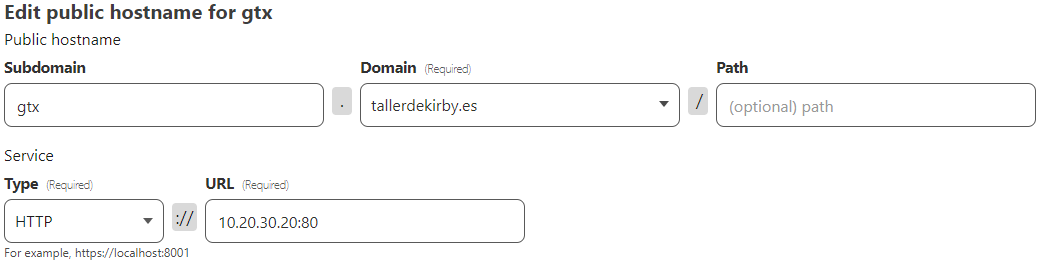 Edit public hostname for gtx
Public hostname
Subdomain Domain (Required) Path
gtx . tallerdekirby.es / (optional) path
Service
Type (Required) URL (Required)
HTTP :// 10.20.30.20:80
For example, https://localhost:8001